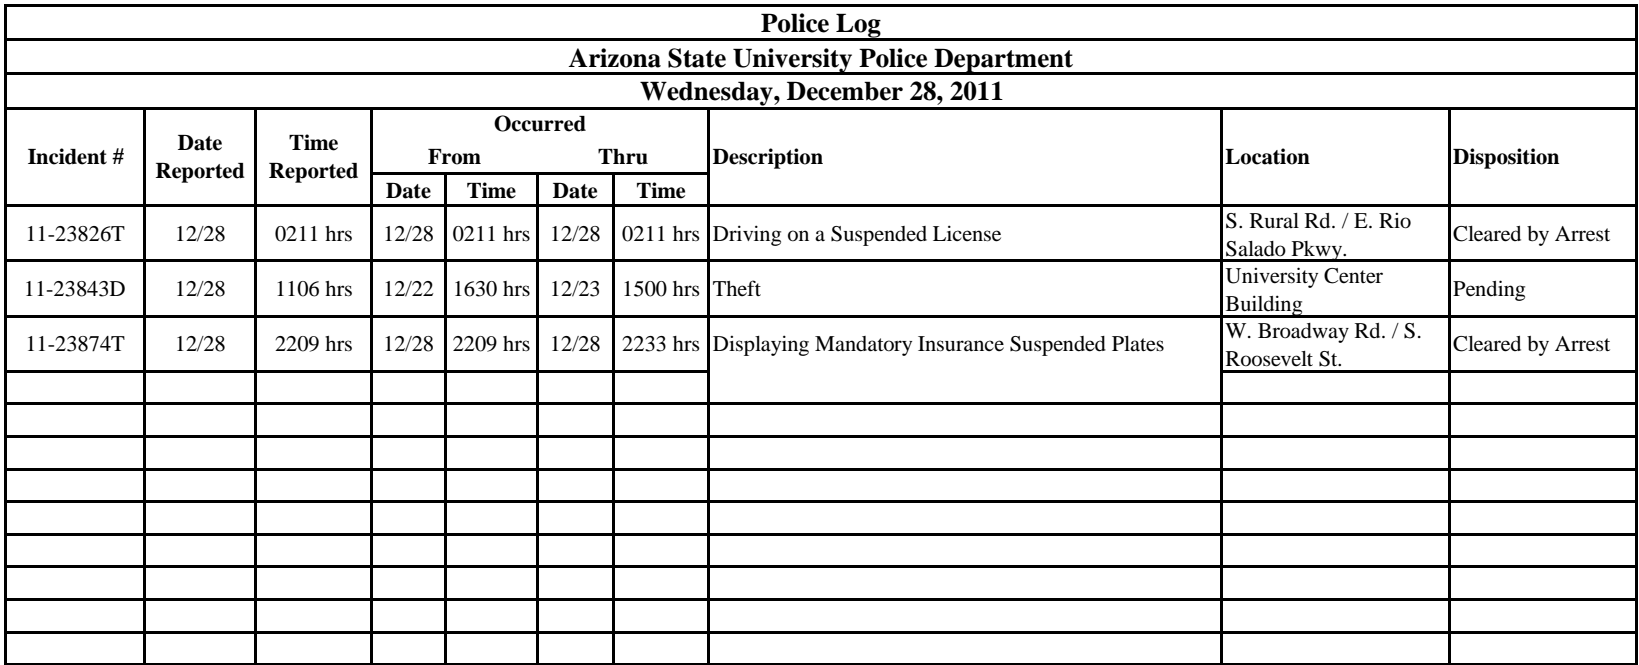 Police Log
Arizona State University Police Department
Wednesday, December 28, 2011
Incident # Date Reported Time Reported Occurred Description Location Disposition
From Thru
Date Time Date Time
11-23826T 12/28 0211 hrs 12/28 0211 hrs 12/28 0211 hrs Driving on a Suspended License S. Rural Rd. / E. Rio Salado Pkwy. Cleared by Arrest
11-23843D 12/28 1106 hrs 12/22 1630 hrs 12/23 1500 hrs Theft University Center Building Pending
11-23874T 12/28 2209 hrs 12/28 2209 hrs 12/28 2233 hrs Displaying Mandatory Insurance Suspended Plates W. Broadway Rd. / S. Roosevelt St. Cleared by Arrest